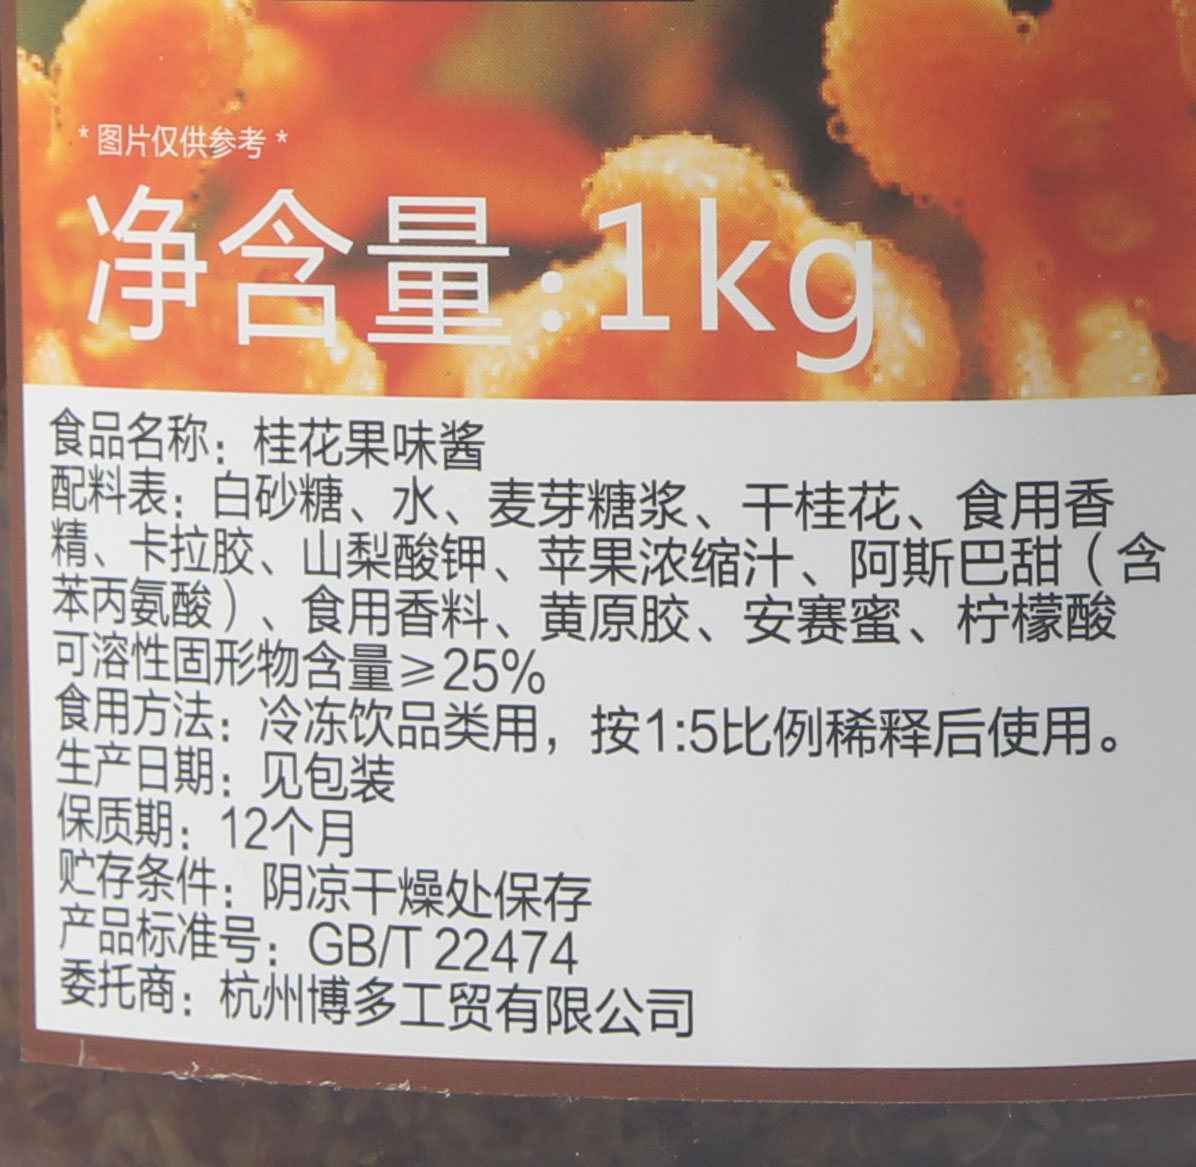 *图片仅供参考*
净含量:1kg
食品名称：桂花果味酱
配料表：白砂糖、水、麦芽糖浆、干桂花、食用香
精、卡拉胶、山梨酸钾、苹果浓缩汁、阿斯巴甜（含
苯丙氨酸）、食用香料、黄原胶、安赛蜜、柠檬酸
可溶性固形物含量≥25%
食用方法：冷冻饮品类用，按1:5比例稀释后使用。
生产日期：见包装
保质期：12个月
贮存条件：阴凉干燥处保存
产品标准号：GB/T 22474
委托商：杭州博多工贸有限公司